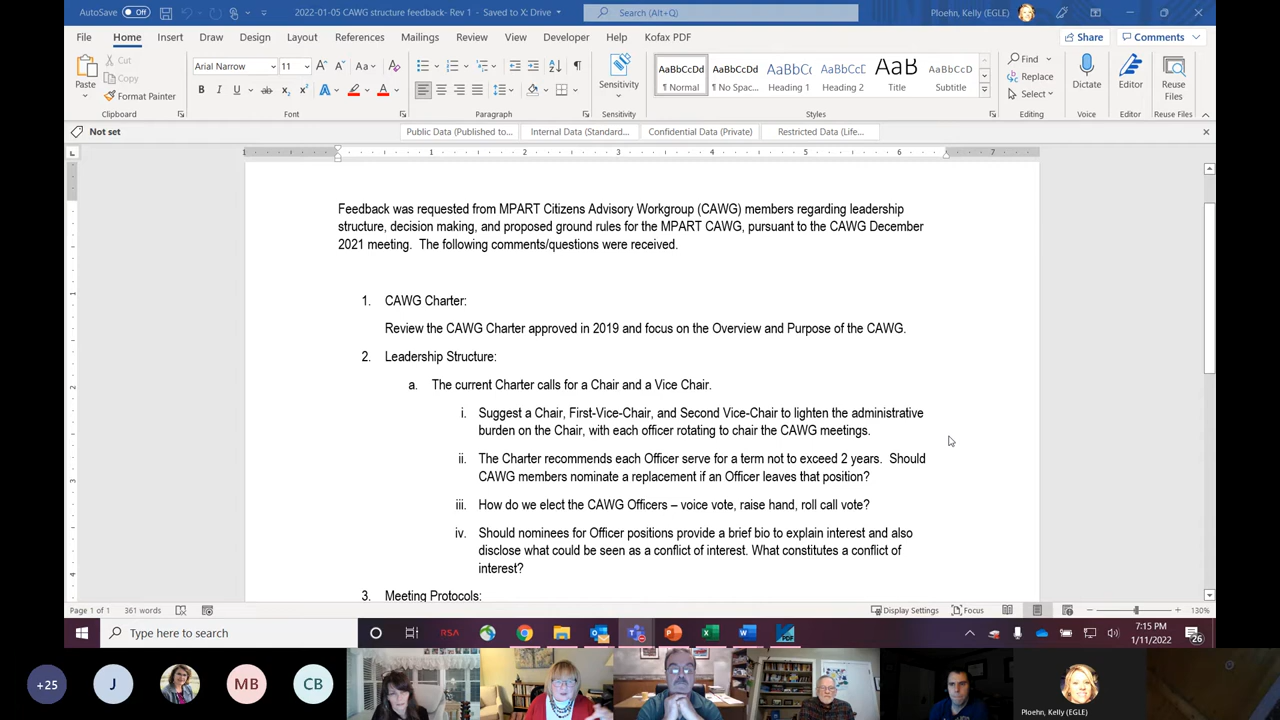 AutoSave Off 2022-01-05 CAWG structure feedback- Rev 1 - Saved to X: Drive Search (Alt+Q) Ploehn, Kelly (EGLE)
File Home Insert Draw Design Layout References Mailings Review View Developer Help Kofax PDF Share Comments
Paste Cut Copy Format Painter
Arial Narrow 11
AaBbCcDd AaBbCcDd AaBbCc AaBbCcC AaB AaBbCcD
Normal No Spac... Heading 1 Heading 2 Title Subtitle
Sensitivity Find Replace Select Dictate Editor Reuse Files
Clipboard Font Paragraph Sensitivity Styles Editing Voice Editor Reuse Files
Not set Public Data (Published to... Internal Data (Standard... Confidential Data (Private) Restricted Data (Life...
1 1 2 3 4 5 6 7
Feedback was requested from MPART Citizens Advisory Workgroup (CAWG) members regarding leadership
structure, decision making, and proposed ground rules for the MPART CAWG, pursuant to the CAWG December
2021 meeting. The following comments/questions were received.
1. CAWG Charter:
Review the CAWG Charter approved in 2019 and focus on the Overview and Purpose of the CAWG.
2. Leadership Structure:
a. The current Charter calls for a Chair and a Vice Chair.
i. Suggest a Chair, First-Vice-Chair, and Second Vice-Chair to lighten the administrative
burden on the Chair, with each officer rotating to chair the CAWG meetings.
ii. The Charter recommends each Officer serve for a term not to exceed 2 years. Should
CAWG members nominate a replacement if an Officer leaves that position?
iii. How do we elect the CAWG Officers – voice vote, raise hand, roll call vote?
iv. Should nominees for Officer positions provide a brief bio to explain interest and also
disclose what could be seen as a conflict of interest. What constitutes a conflict of
interest?
3. Meeting Protocols:
Page 1 of 1 361 words Display Settings Focus 130%
Type here to search RSA 7:15 PM
1/11/2022 26
+25 J MB CB
Ploehn, Kelly (EGLE)